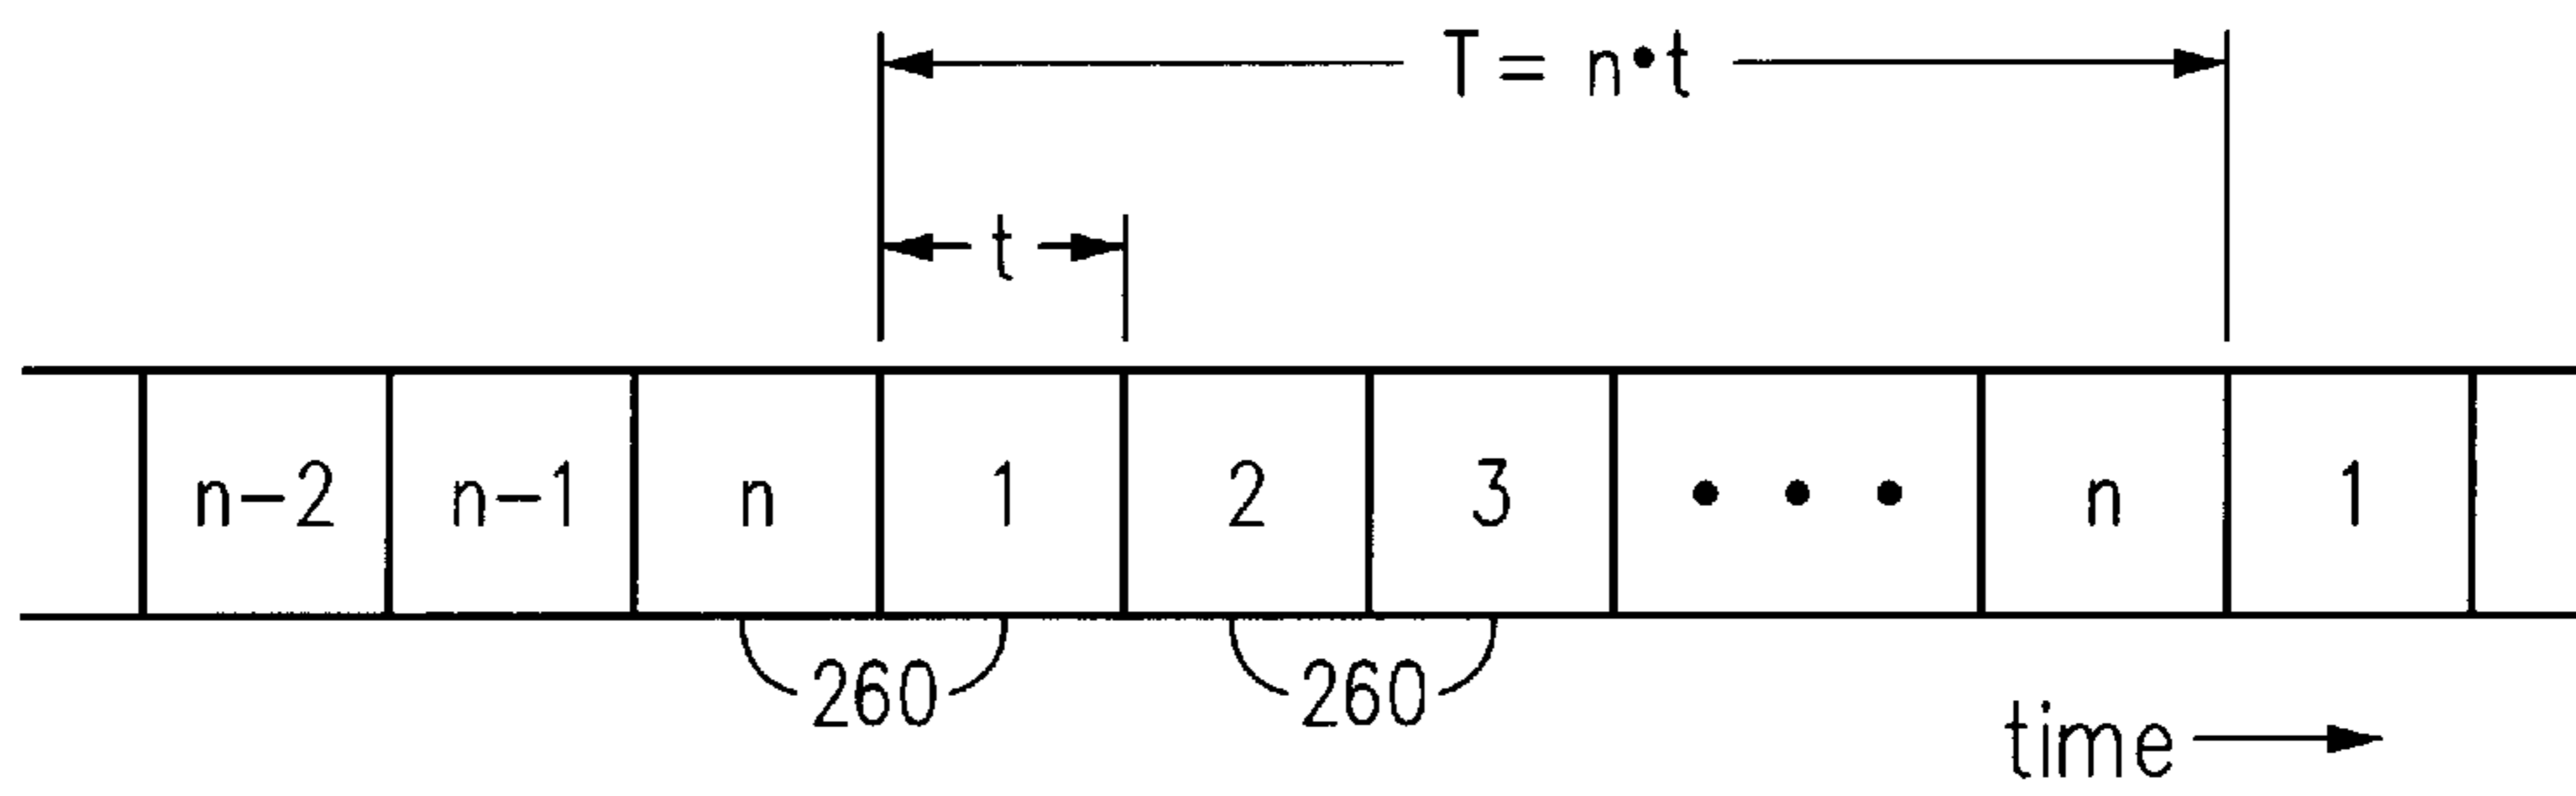 T = n•t
t
n-2 n-1 n 1 2 3 • • • n 1
260 260
time